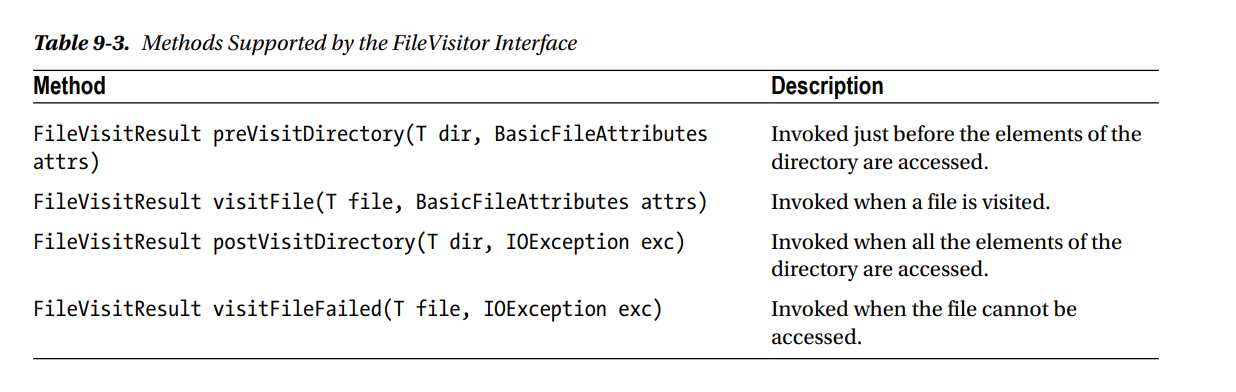 Table 9-3. Methods Supported by the FileVisitor Interface
Method Description
FileVisitResult preVisitDirectory(T dir, BasicFileAttributes
attrs)
Invoked just before the elements of the
directory are accessed.
FileVisitResult visitFile(T file, BasicFileAttributes attrs)
Invoked when a file is visited.
FileVisitResult postVisitDirectory(T dir, IOException exc)
Invoked when all the elements of the
directory are accessed.
FileVisitResult visitFileFailed(T file, IOException exc)
Invoked when the file cannot be
accessed.